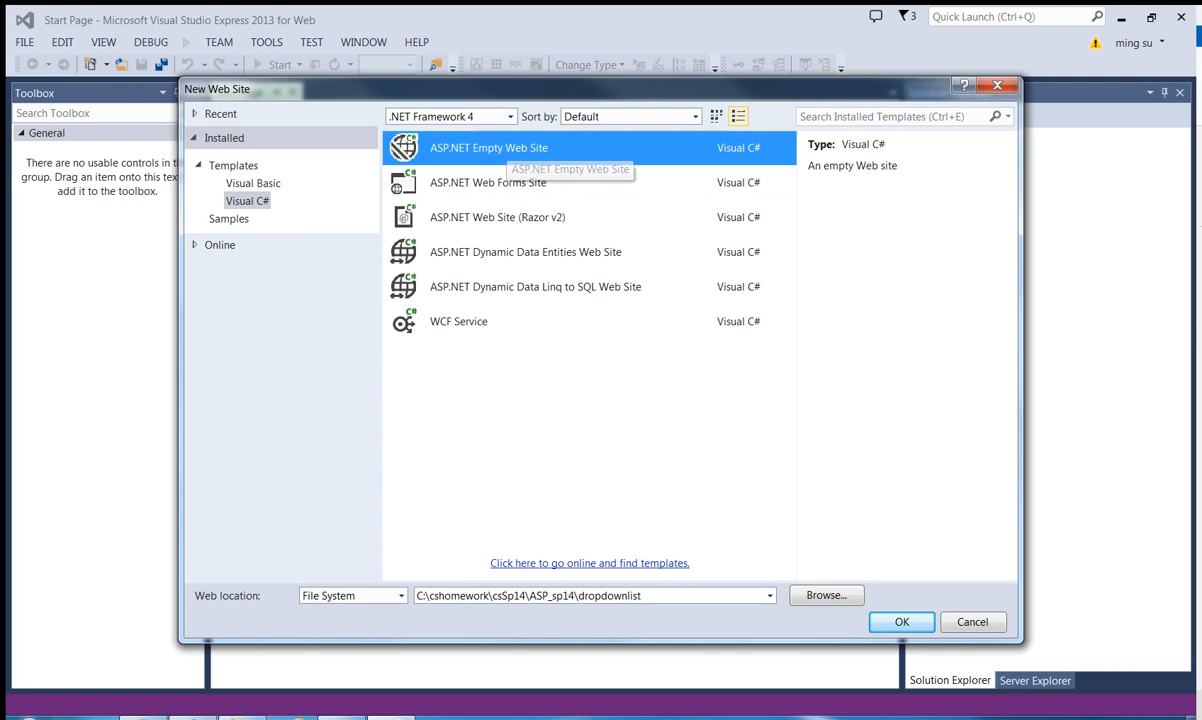 Start Page - Microsoft Visual Studio Express 2013 for Web
3
Quick Launch (Ctrl+Q)
FILE EDIT VIEW DEBUG TEAM TOOLS TEST WINDOW HELP
ming su
Start
Change Type
Toolbox
New Web Site
Search Toolbox
General
There are no usable controls in th
group. Drag an item onto this tex
add it to the toolbox.
Recent
Installed
Templates
Visual Basic
Visual C#
Samples
Online
.NET Framework 4
Sort by:
Default
Search Installed Templates (Ctrl+E)
ASP.NET Empty Web Site Visual C#
ASP.NET Empty Web Site
ASP.NET Web Forms Site Visual C#
ASP.NET Web Site (Razor v2) Visual C#
ASP.NET Dynamic Data Entities Web Site Visual C#
ASP.NET Dynamic Data Linq to SQL Web Site Visual C#
WCF Service Visual C#
Type: Visual C#
An empty Web site
Click here to go online and find templates.
Web location: File System C:\cshomework\csSp14\ASP_sp14\dropdownlist Browse...
OK Cancel
Solution Explorer Server Explorer